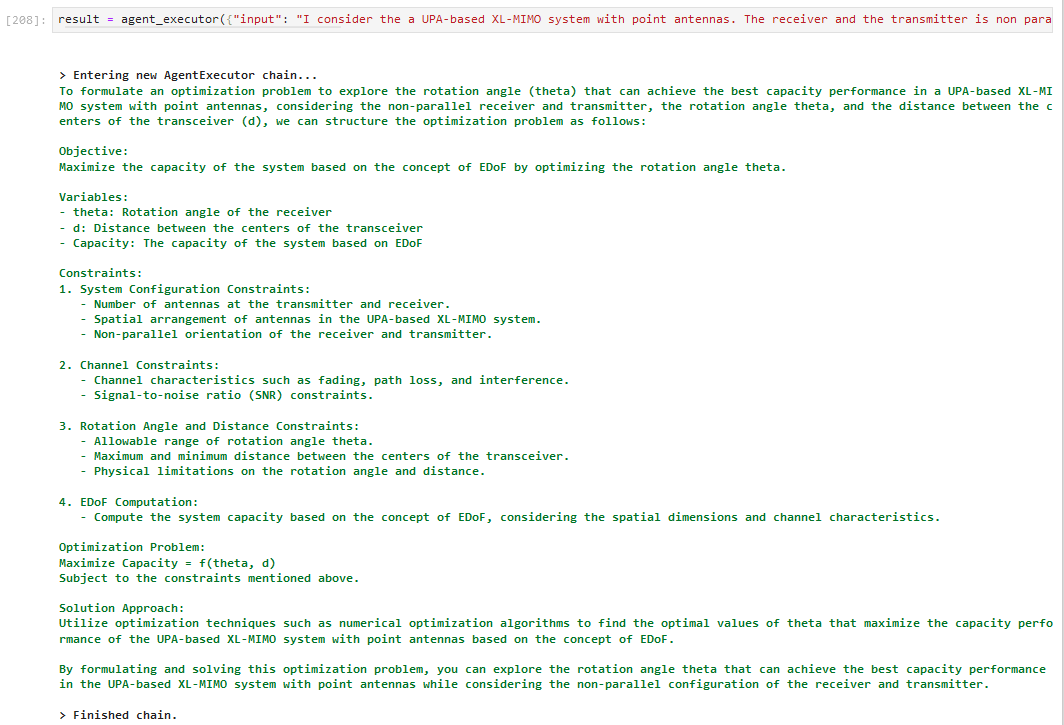 [208]: result = agent_executor({"input": "I consider the a UPA-based XL-MIMO system with point antennas. The receiver and the transmitter is non para
> Entering new AgentExecutor chain...
To formulate an optimization problem to explore the rotation angle (theta) that can achieve the best capacity performance in a UPA-based XL-MI
MO system with point antennas, considering the non-parallel receiver and transmitter, the rotation angle theta, and the distance between the c
enters of the transceiver (d), we can structure the optimization problem as follows:
Objective:
Maximize the capacity of the system based on the concept of EDoF by optimizing the rotation angle theta.
Variables:
- theta: Rotation angle of the receiver
- d: Distance between the centers of the transceiver
- Capacity: The capacity of the system based on EDoF
Constraints:
1. System Configuration Constraints:
- Number of antennas at the transmitter and receiver.
- Spatial arrangement of antennas in the UPA-based XL-MIMO system.
- Non-parallel orientation of the receiver and transmitter.
2. Channel Constraints:
- Channel characteristics such as fading, path loss, and interference.
- Signal-to-noise ratio (SNR) constraints.
3. Rotation Angle and Distance Constraints:
- Allowable range of rotation angle theta.
- Maximum and minimum distance between the centers of the transceiver.
- Physical limitations on the rotation angle and distance.
4. EDoF Computation:
- Compute the system capacity based on the concept of EDoF, considering the spatial dimensions and channel characteristics.
Optimization Problem:
Maximize Capacity = f(theta, d)
Subject to the constraints mentioned above.
Solution Approach:
Utilize optimization techniques such as numerical optimization algorithms to find the optimal values of theta that maximize the capacity perfo
rmance of the UPA-based XL-MIMO system with point antennas based on the concept of EDoF.
By formulating and solving this optimization problem, you can explore the rotation angle theta that can achieve the best capacity performance
in the UPA-based XL-MIMO system with point antennas while considering the non-parallel configuration of the receiver and transmitter.
> Finished chain.